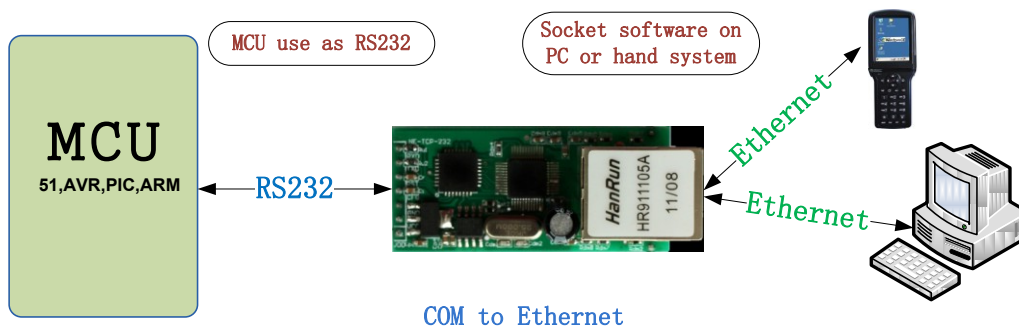 MCU use as RS232
Socket software on
PC or hand system
MCU
51,AVR,PIC,ARM
RS232
HanRun
HR911105A
11/08
Ethernet
Ethernet
COM to Ethernet